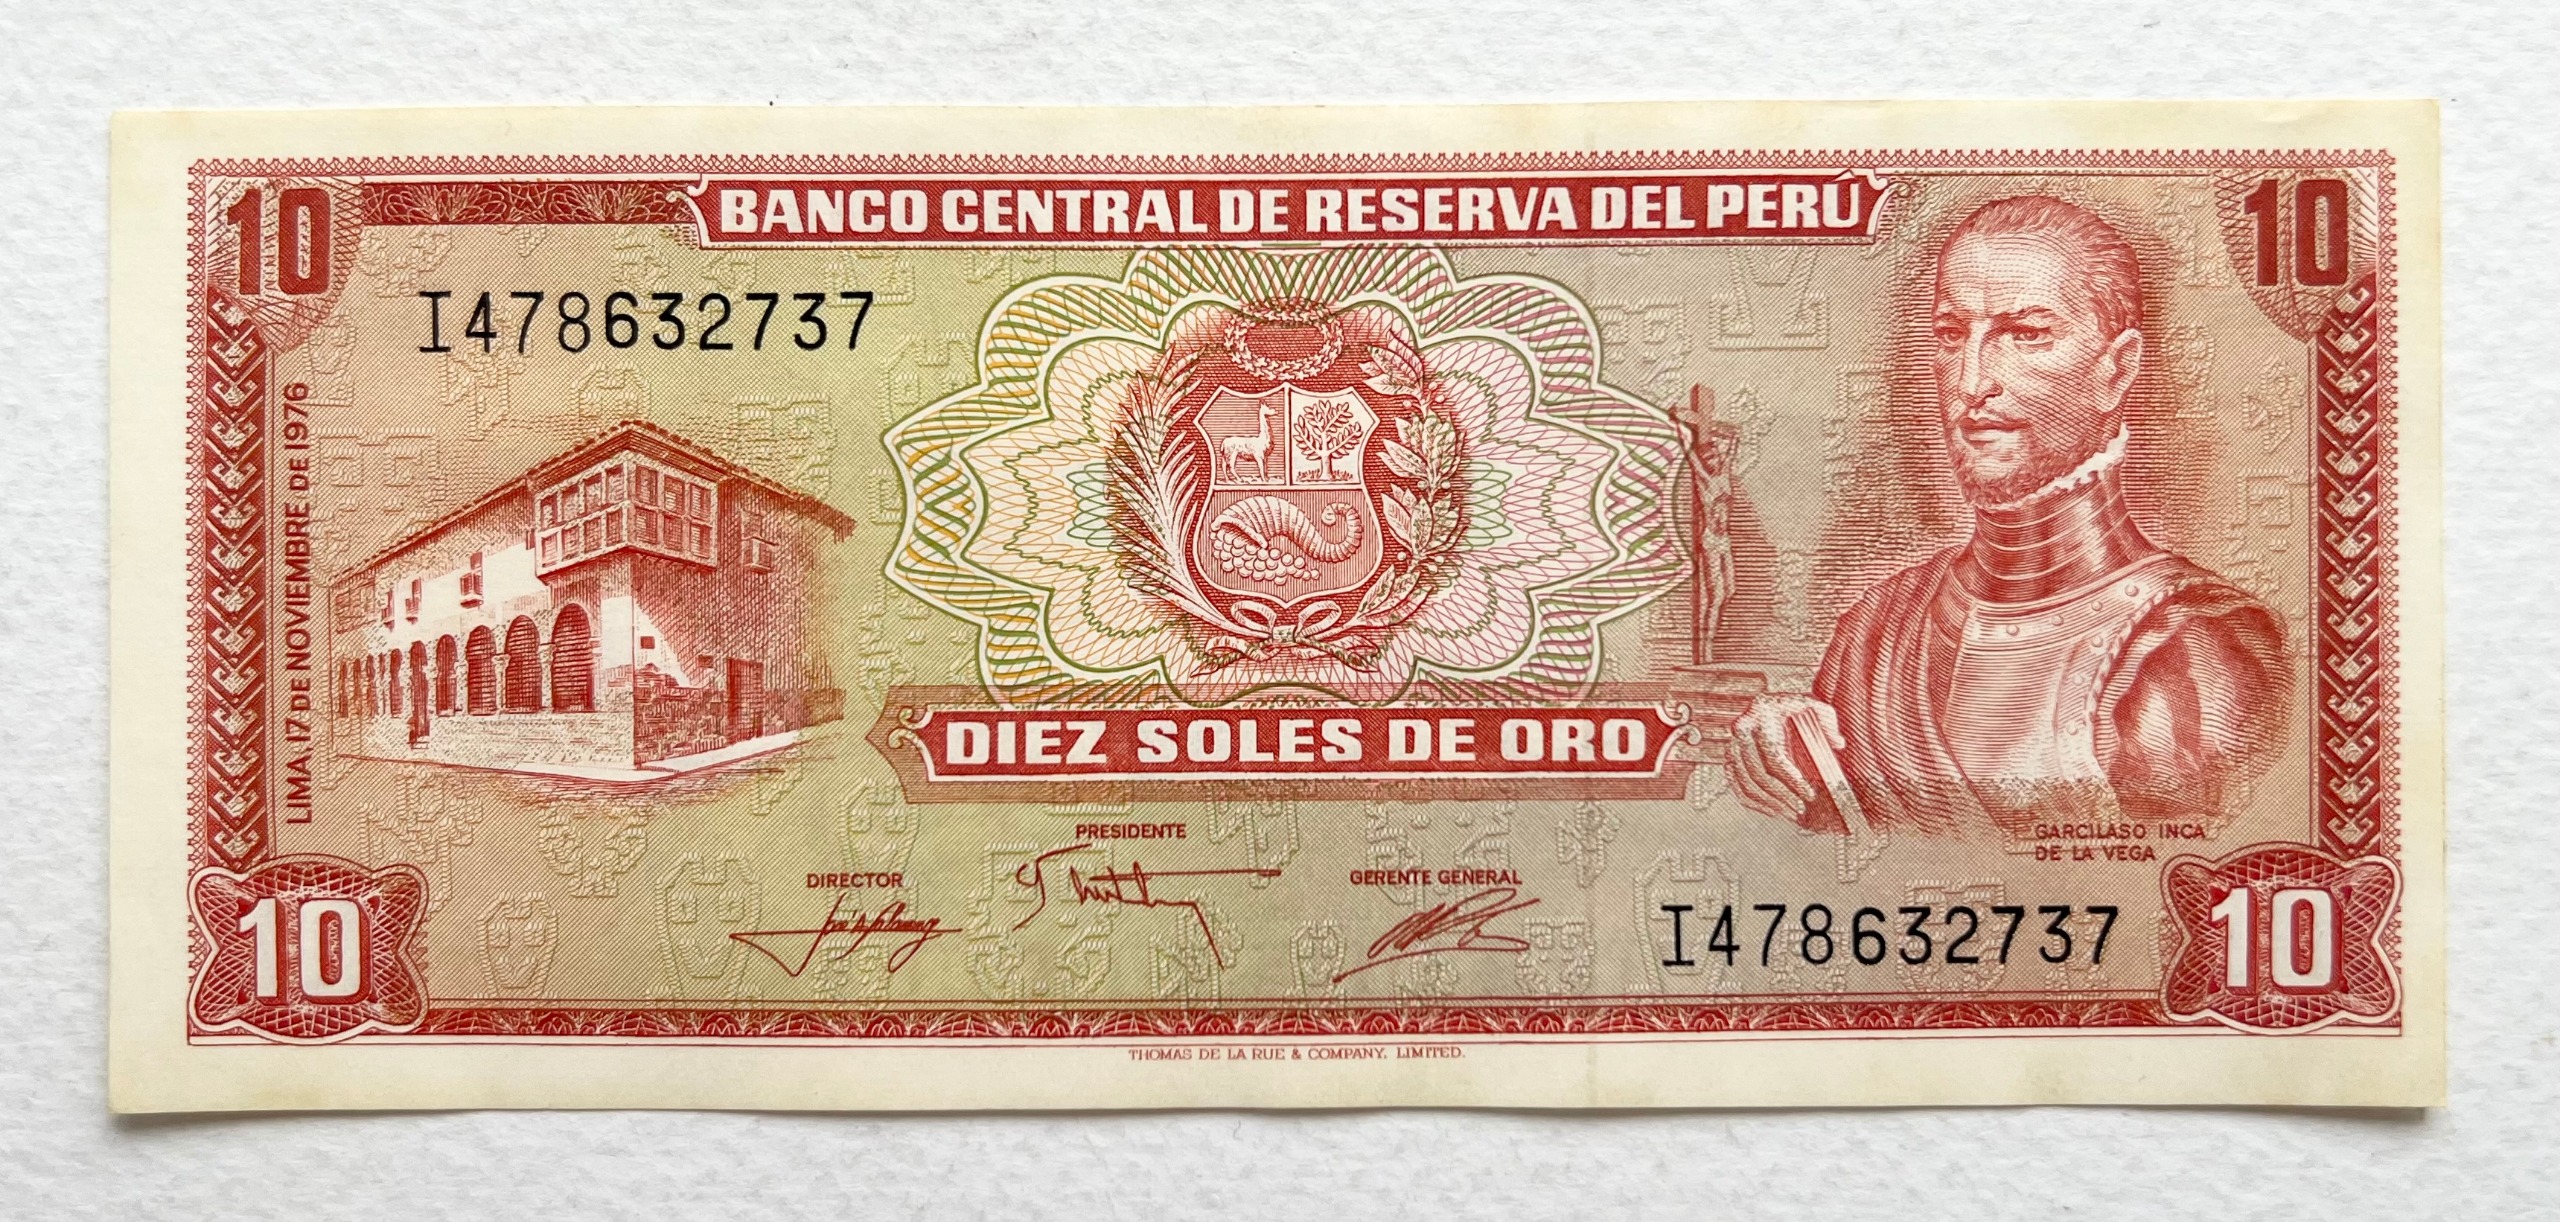 10
BANCO CENTRAL DE RESERVA DEL PERÚ
10
I478632737
LIMA, 17 DE NOVIEMBRE DE 1976
DIEZ SOLES DE ORO
PRESIDENTE
DIRECTOR
GERENTE GENERAL
GARCILASO INCA
DE LA VEGA
10
I478632737
10
THOMAS DE LA RUE & COMPANY, LIMITED.